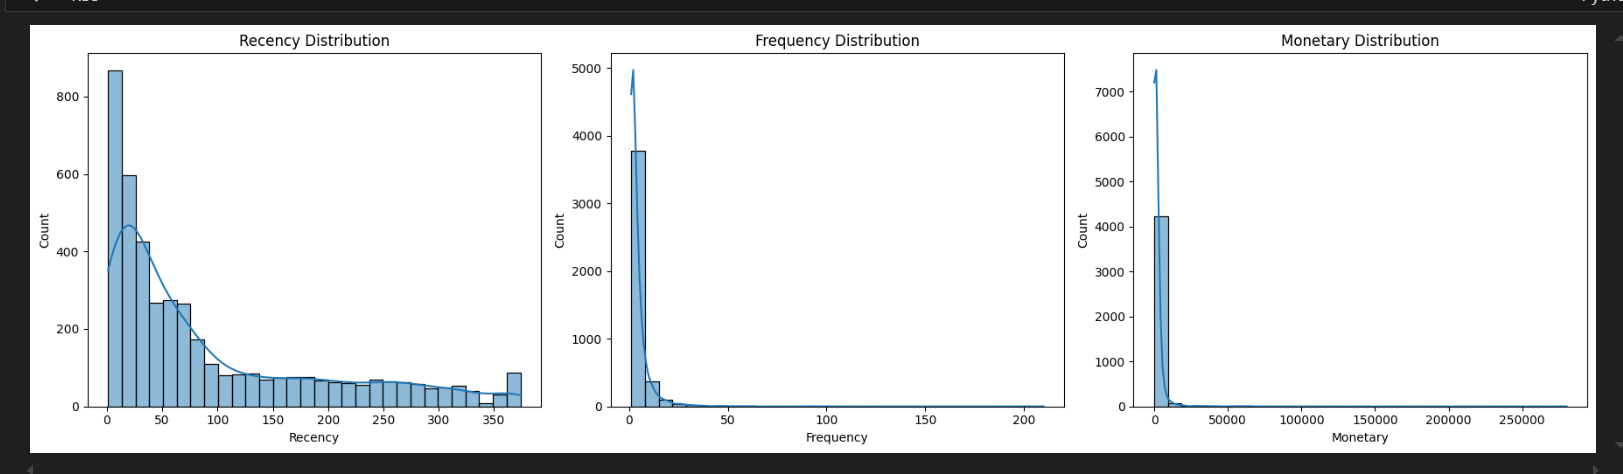 Recency Distribution
800
600
400
200
0
Count
0 50 100 150 200 250 300 350
Recency
Frequency Distribution
5000
4000
3000
2000
1000
0
Count
0 50 100 150 200
Frequency
Monetary Distribution
7000
6000
5000
4000
3000
2000
1000
0
Count
0 50000 100000 150000 200000 250000
Monetary